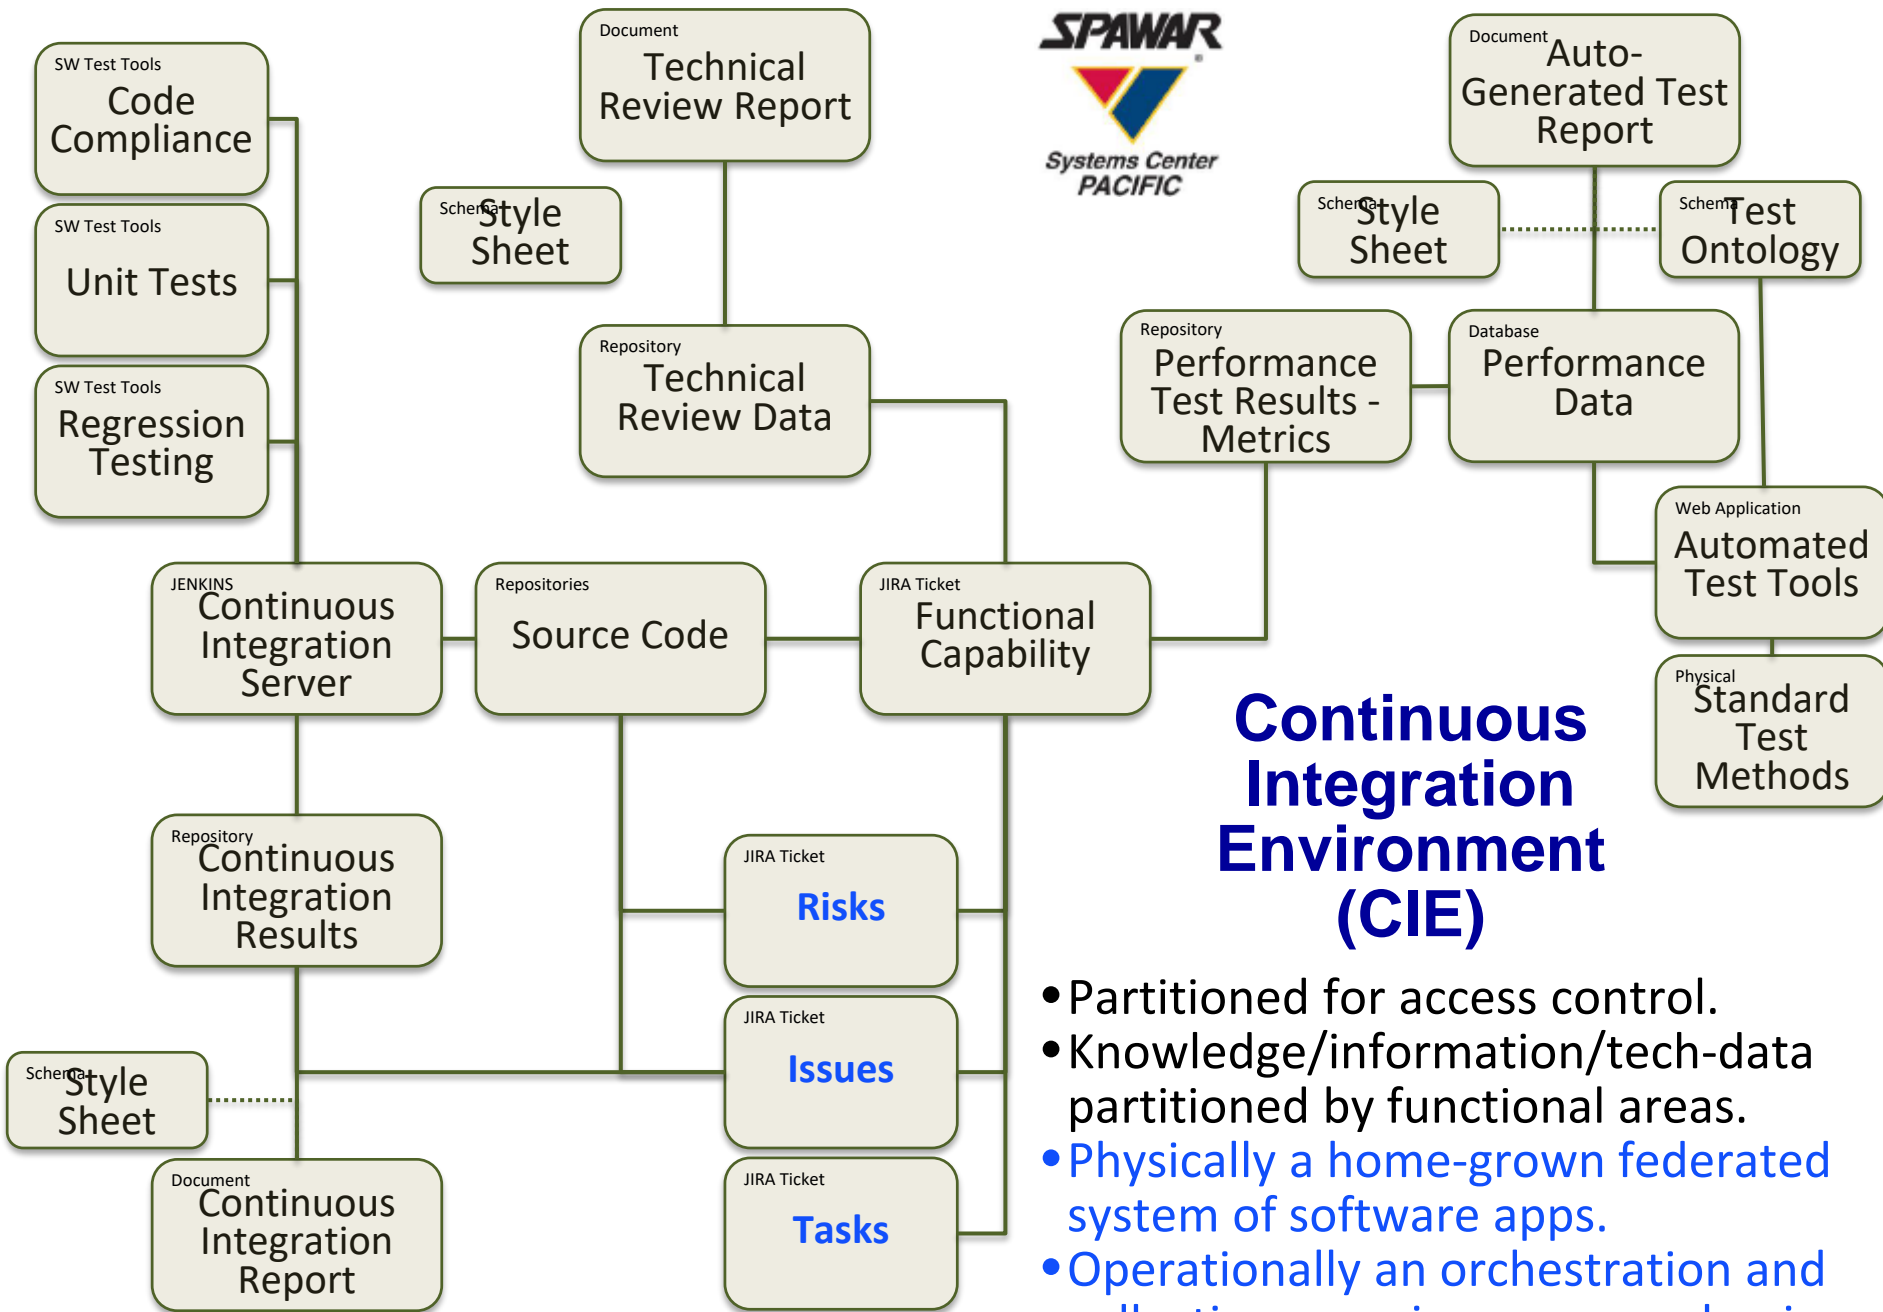 SW Test Tools
Code
Compliance
SW Test Tools
Unit Tests
SW Test Tools
Regression
Testing
Document
Technical
Review Report
Schema
Style
Sheet
Repository
Technical
Review Data
SPAWAR
®
Systems Center
PACIFIC
Document
Auto-
Generated Test
Report
Schema
Style
Sheet
Schema
Test
Ontology
Repository
Performance
Test Results -
Metrics
Database
Performance
Data
Web Application
Automated
Test Tools
Physical
Standard
Test
Methods
JENKINS
Continuous
Integration
Server
Repositories
Source Code
JIRA Ticket
Functional
Capability
Repository
Continuous
Integration
Results
JIRA Ticket
Risks
JIRA Ticket
Issues
JIRA Ticket
Tasks
Schema
Style
Sheet
Document
Continuous
Integration
Report
Continuous
Integration
Environment
(CIE)
•Partitioned for access control.
•Knowledge/information/tech-data
partitioned by functional areas.
•Physically a home-grown federated
system of software apps.
•Operationally an orchestration and